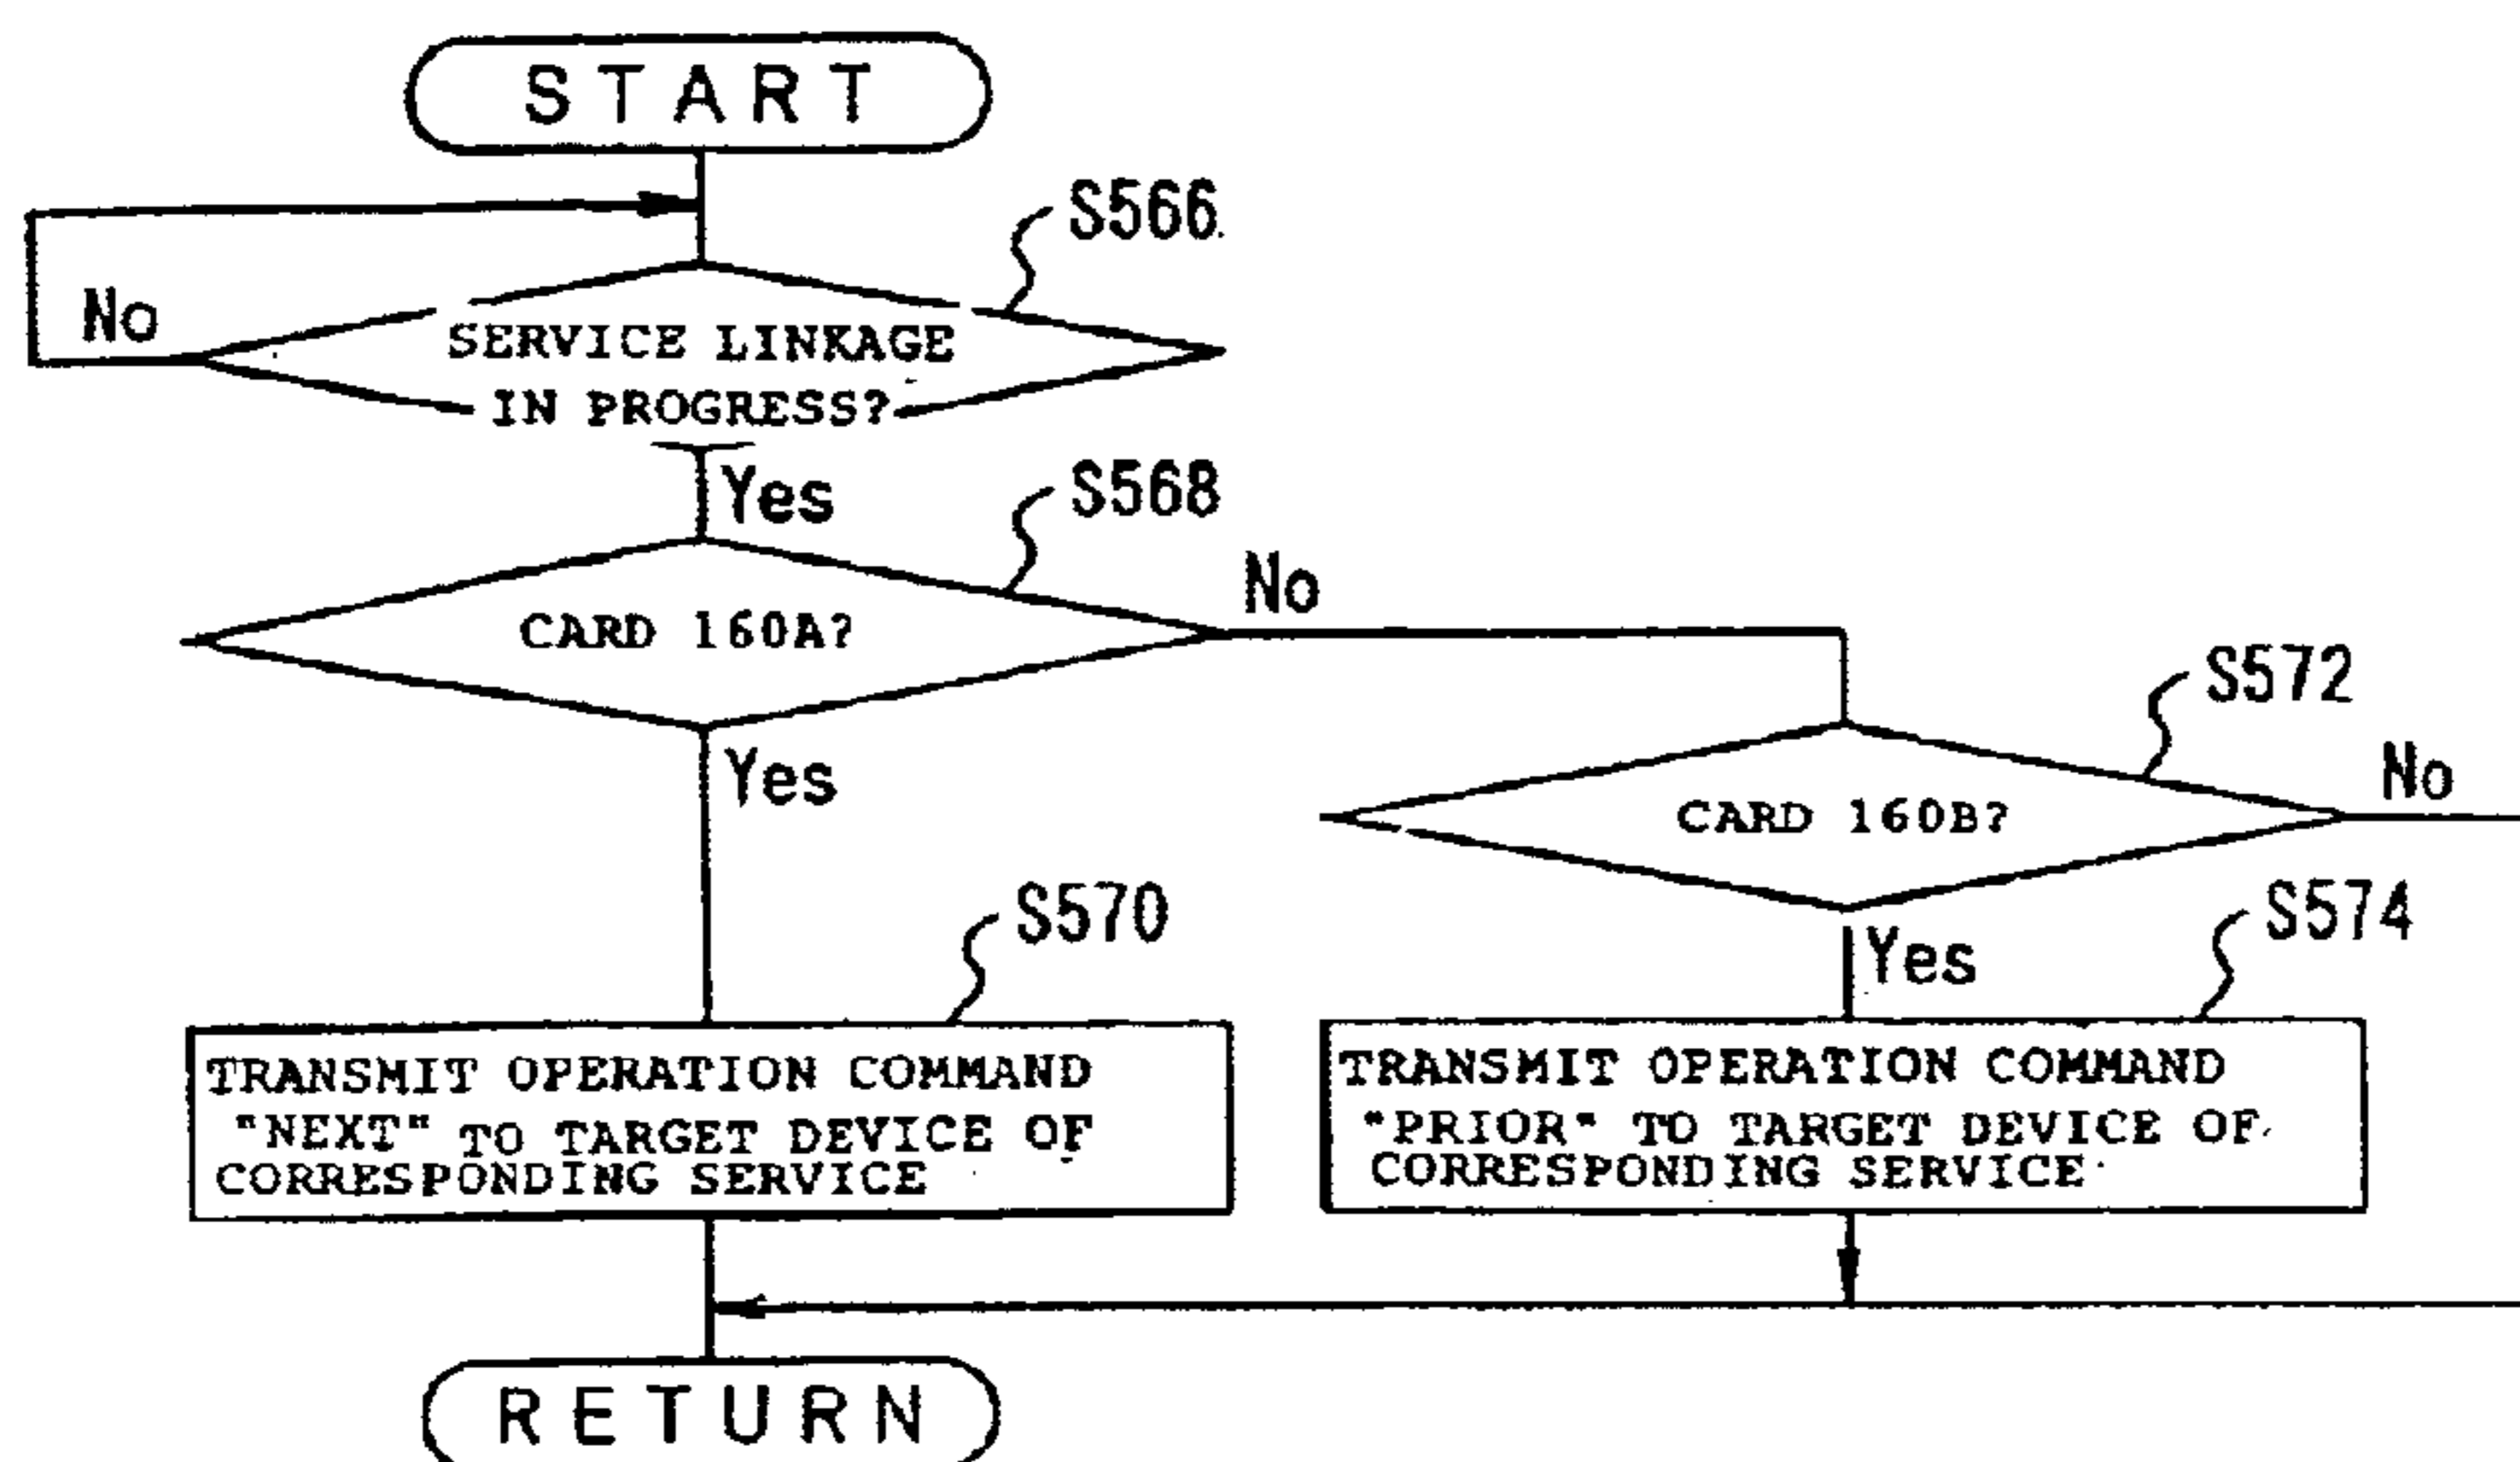 START
S566
No
SERVICE LINKAGE
IN PROGRESS?
Yes
S568
No
CARD 160A?
S572
Yes
No
CARD 160B?
S570
S574
Yes
TRANSMIT OPERATION COMMAND
"NEXT" TO TARGET DEVICE OF
CORRESPONDING SERVICE
TRANSMIT OPERATION COMMAND
"PRIOR" TO TARGET DEVICE OF
CORRESPONDING SERVICE
RETURN